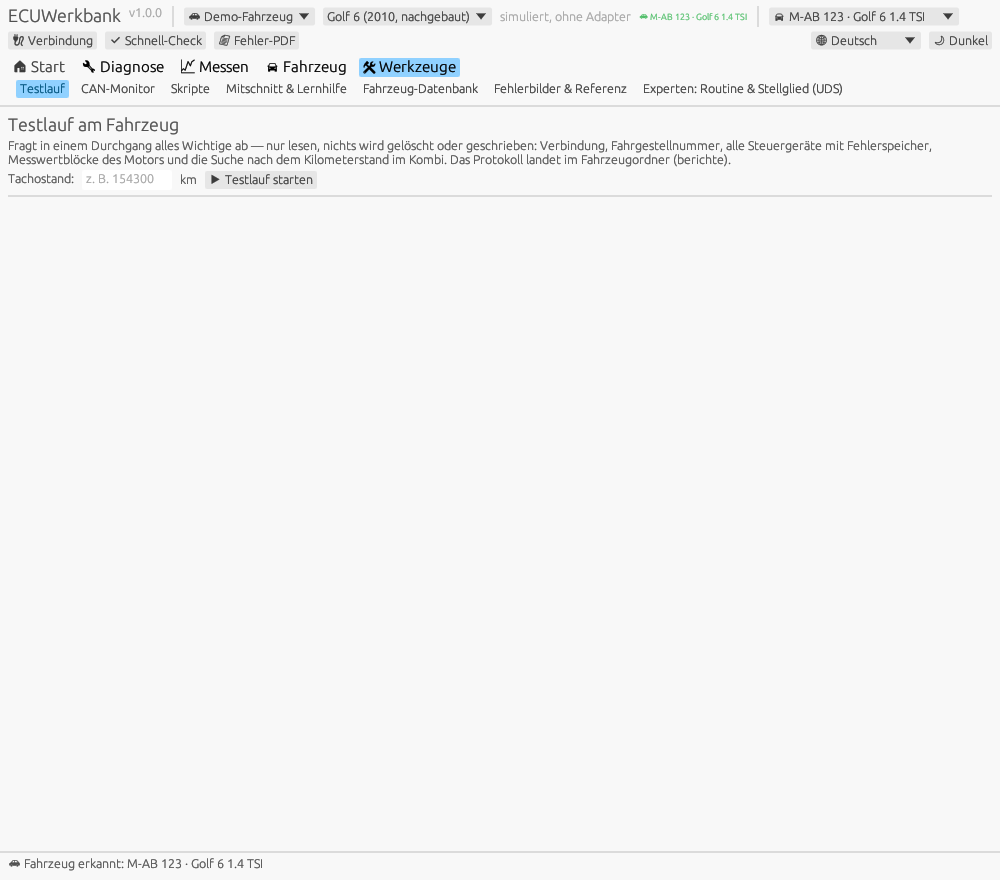 ECUWerkbank v1.0.0 Demo-Fahrzeug Golf 6 (2010, nachgebaut) simuliert, ohne Adapter M-AB 123 · Golf 6 1.4 TSI M-AB 123 · Golf 6 1.4 TSI
Verbindung Schnell-Check Fehler-PDF Deutsch Dunkel
Start Diagnose Messen Fahrzeug Werkzeuge
Testlauf CAN-Monitor Skripte Mitschnitt & Lernhilfe Fahrzeug-Datenbank Fehlerbilder & Referenz Experten: Routine & Stellglied (UDS)
Testlauf am Fahrzeug
Fragt in einem Durchgang alles Wichtige ab — nur lesen, nichts wird gelöscht oder geschrieben: Verbindung, Fahrgestellnummer, alle Steuergeräte mit Fehlerspeicher,
Messwertblöcke des Motors und die Suche nach dem Kilometerstand im Kombi. Das Protokoll landet im Fahrzeugordner (berichte).
Tachostand: z. B. 154300 km Testlauf starten
Fahrzeug erkannt: M-AB 123 · Golf 6 1.4 TSI